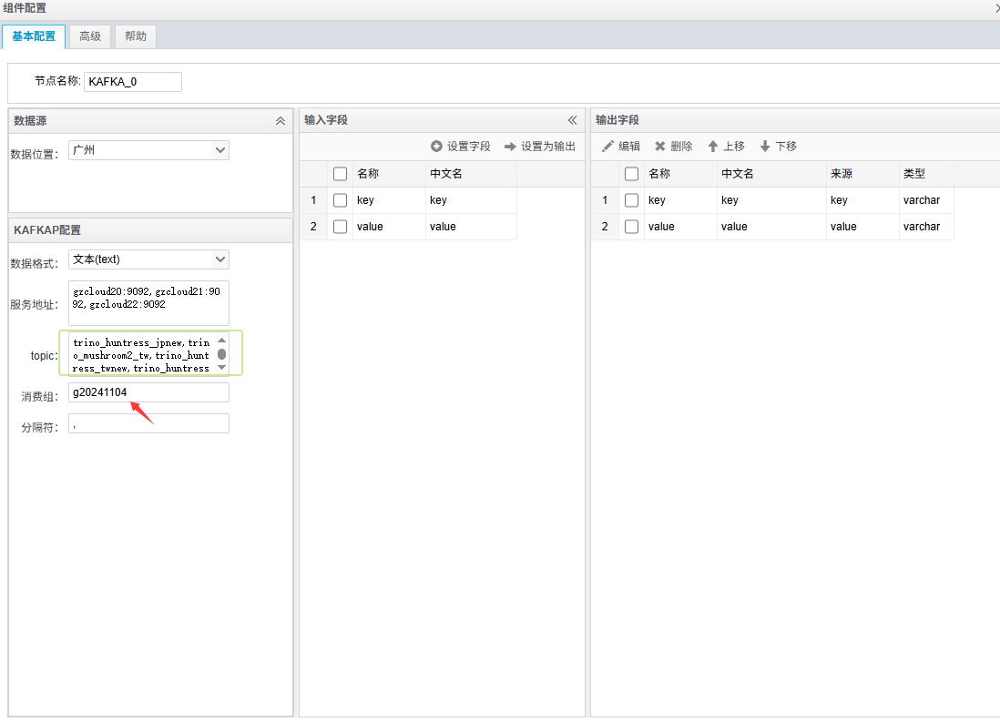 组件配置
基本配置 高级 帮助
节点名称: KAFKA_0
数据源
数据位置: 广州
KAFKAP配置
数据格式: 文本(text)
服务地址: gzcloud20:9092,gzcloud21:9
092,gzcloud22:9092
topic: trino_huntress_jpnew,trin
o_mushroom2_tw,trino_hunt
ress_twnew,trino_huntress
消费组: g20241104
分隔符: ,
输入字段
设置字段 设置为输出
名称 中文名
1 key key
2 value value
输出字段
编辑 删除 上移 下移
名称 中文名 来源 类型
1 key key key varchar
2 value value value varchar